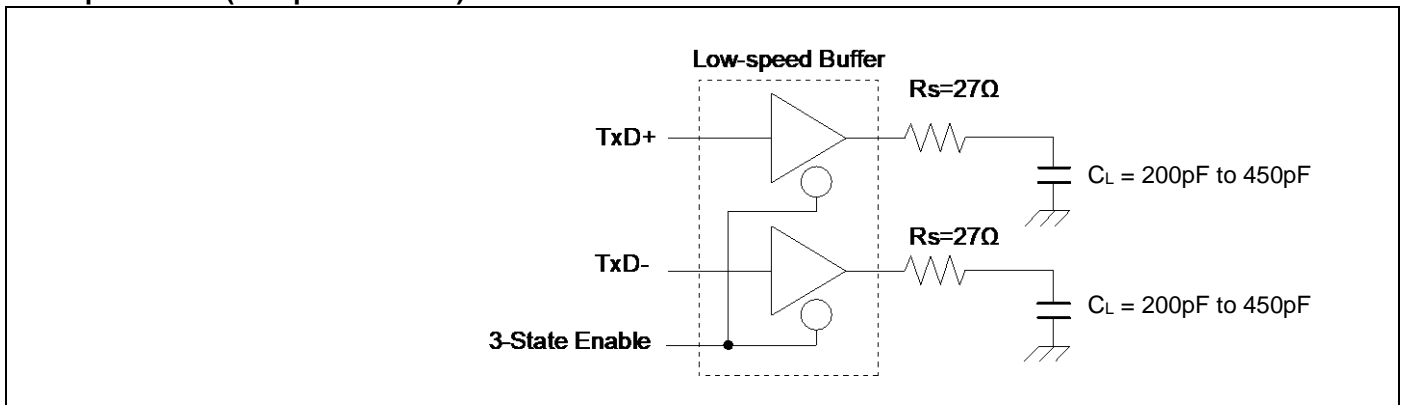 Low-speed Buffer
Rs=27Ω
TxD+
CL = 200pF to 450pF
Rs=27Ω
TxD-
CL = 200pF to 450pF
3-State Enable